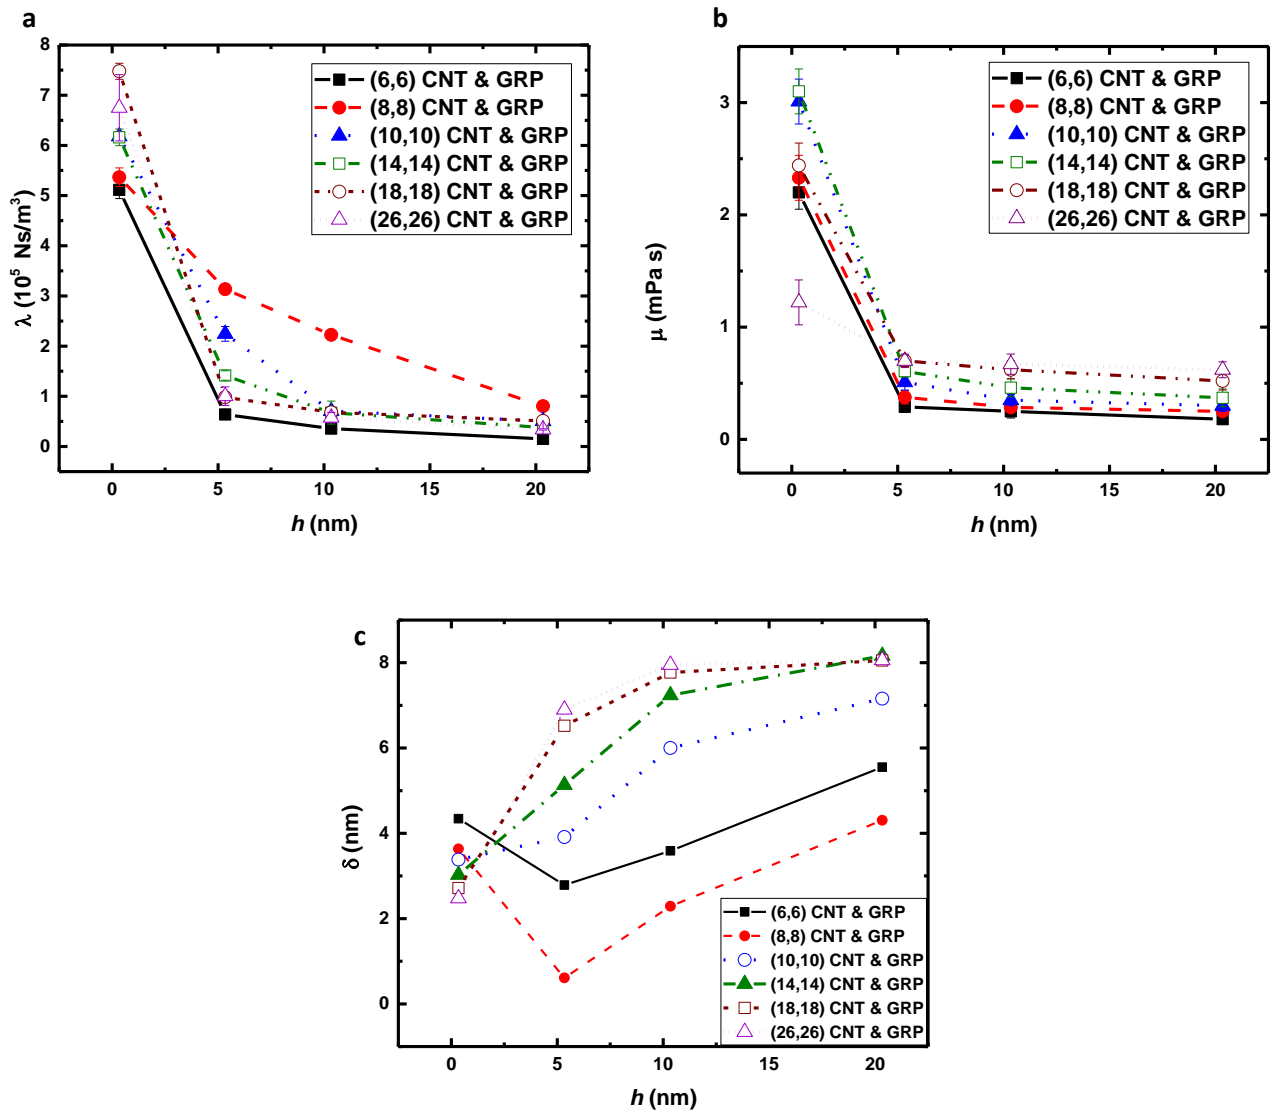 a
8
7
6
5
4
3
2
1
0
λ (10⁵ Ns/m³)
0 5 10 15 20
h (nm)
(6,6) CNT & GRP
(8,8) CNT & GRP
(10,10) CNT & GRP
(14,14) CNT & GRP
(18,18) CNT & GRP
(26,26) CNT & GRP
b
3
2
1
0
μ (mPa s)
0 5 10 15 20
h (nm)
(6,6) CNT & GRP
(8,8) CNT & GRP
(10,10) CNT & GRP
(14,14) CNT & GRP
(18,18) CNT & GRP
(26,26) CNT & GRP
c
8
6
4
2
0
δ (nm)
0 5 10 15 20
h (nm)
(6,6) CNT & GRP
(8,8) CNT & GRP
(10,10) CNT & GRP
(14,14) CNT & GRP
(18,18) CNT & GRP
(26,26) CNT & GRP